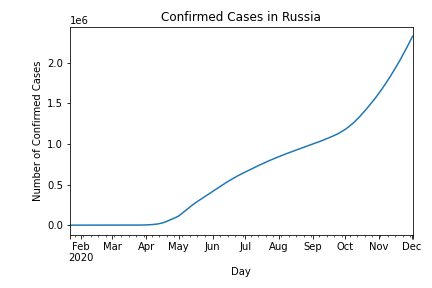 Confirmed Cases in Russia
1e6
2.0
1.5
1.0
0.5
0.0
Number of Confirmed Cases
Feb Mar Apr May Jun Jul Aug Sep Oct Nov Dec
2020
Day